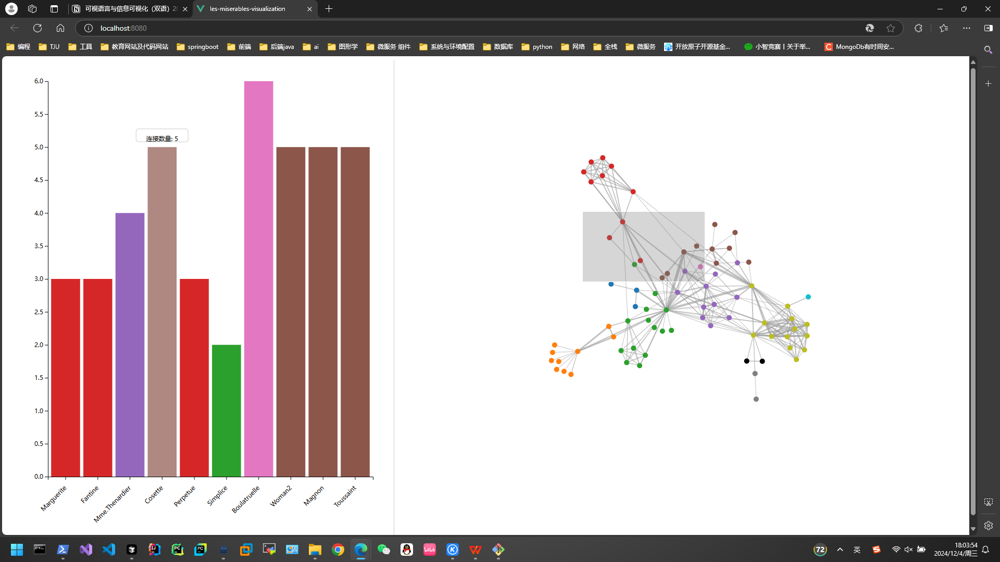 可视语言与信息可视化（双语）20
les-miserables-visualization
localhost:8080
编程
TJU
工具
教育网站及代码网站
springboot
前端
后端java
ai
图形学
微服务 组件
系统与环境配置
数据库
python
网络
全栈
微服务
开放原子开源基金...
小智竞赛丨关于举...
MongoDb有时间安...
6.0
5.5
连接数量: 5
5.0
4.5
4.0
3.5
3.0
2.5
2.0
1.5
1.0
0.5
0.0
Marguerite
Fantine
Mme.Thenardier
Cosette
Perpetue
Simplice
Boulatruelle
Woman2
Magnon
Toussaint
72
英
18:03:54
2024/12/4/周三